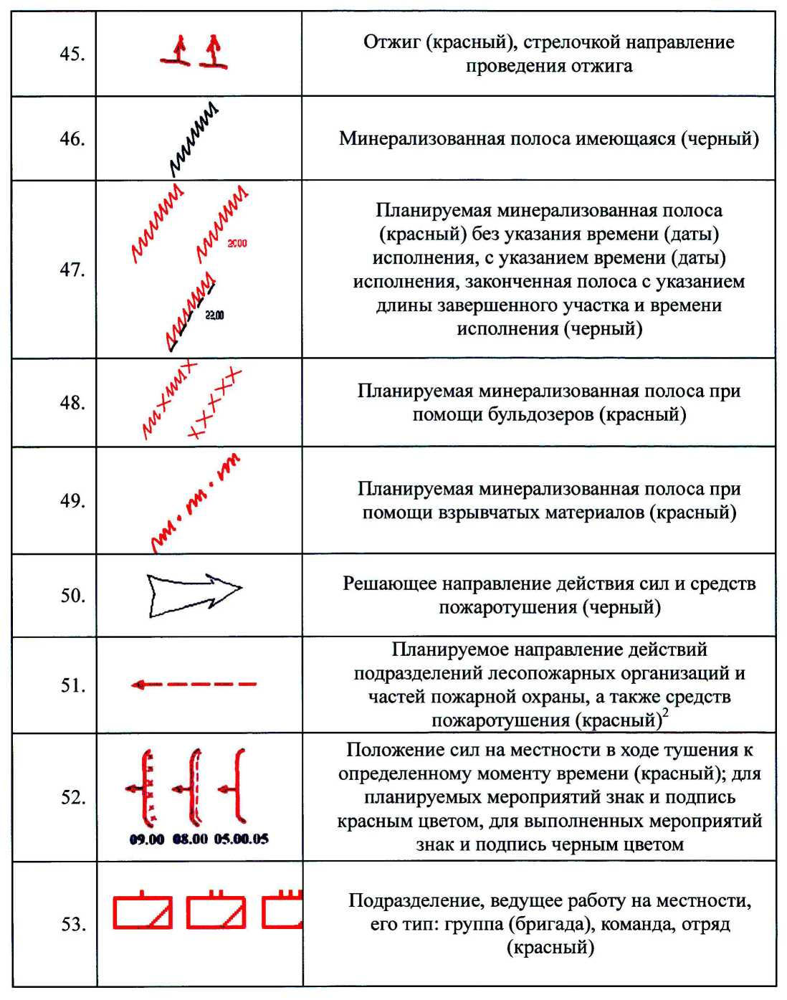 45.
Отжиг (красный), стрелочкой направление
проведения отжига
46.
Минерализованная полоса имеющаяся (черный)
47.
2000
22.00
Планируемая минерализованная полоса
(красный) без указания времени (даты)
исполнения, с указанием времени (даты)
исполнения, законченная полоса с указанием
длины завершенного участка и времени
исполнения (черный)
48.
Планируемая минерализованная полоса при
помощи бульдозеров (красный)
49.
Планируемая минерализованная полоса при
помощи взрывчатых материалов (красный)
50.
Решающее направление действия сил и средств
пожаротушения (черный)
51.
Планируемое направление действий
подразделений лесопожарных организаций и
частей пожарной охраны, а также средств
пожаротушения (красный)²
52.
09.00 08.00 05.00.05
Положение сил на местности в ходе тушения к
определенному моменту времени (красный); для
планируемых мероприятий знак и подпись
красным цветом, для выполненных мероприятий
знак и подпись черным цветом
53.
Подразделение, ведущее работу на местности,
его тип: группа (бригада), команда, отряд
(красный)